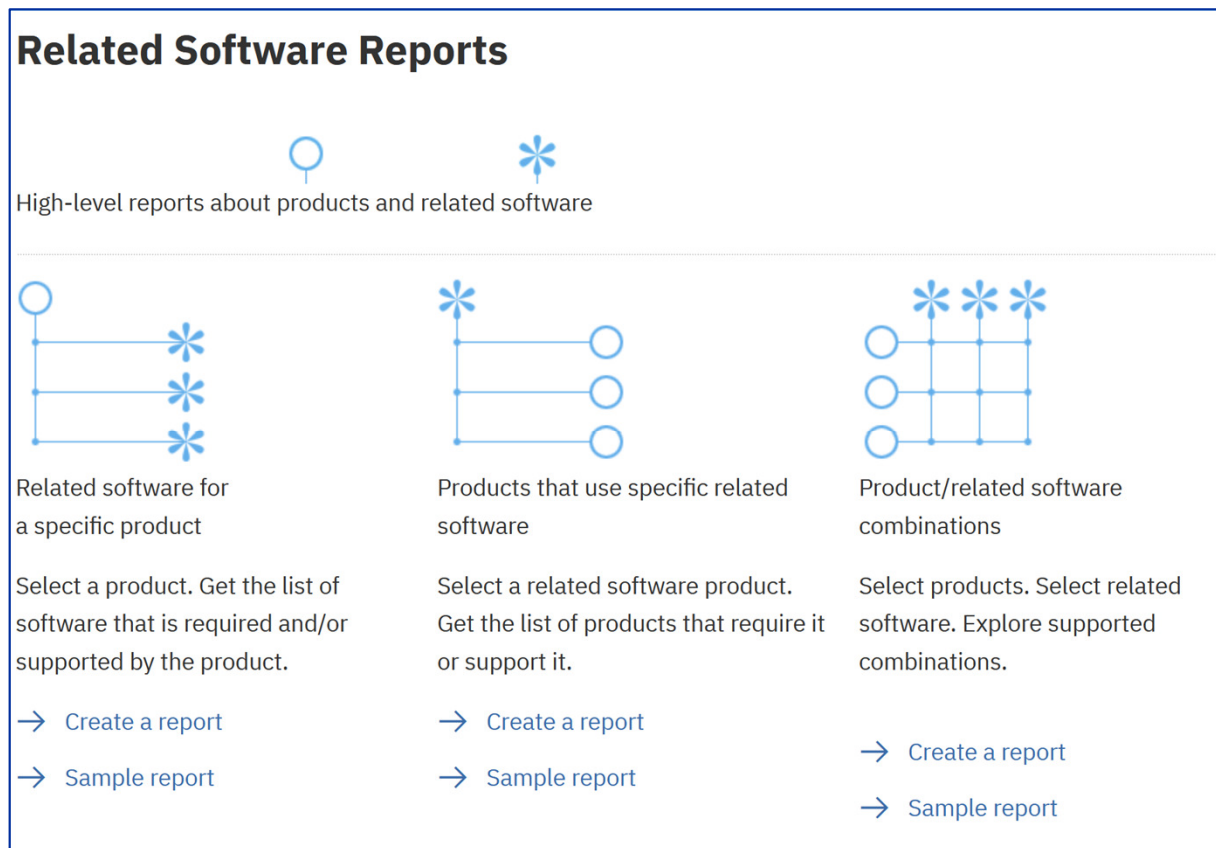 Related Software Reports
High-level reports about products and related software
Related software for
a specific product
Select a product. Get the list of
software that is required and/or
supported by the product.
Create a report
Sample report
Products that use specific related
software
Select a related software product.
Get the list of products that require it
or support it.
Create a report
Sample report
Product/related software
combinations
Select products. Select related
software. Explore supported
combinations.
Create a report
Sample report